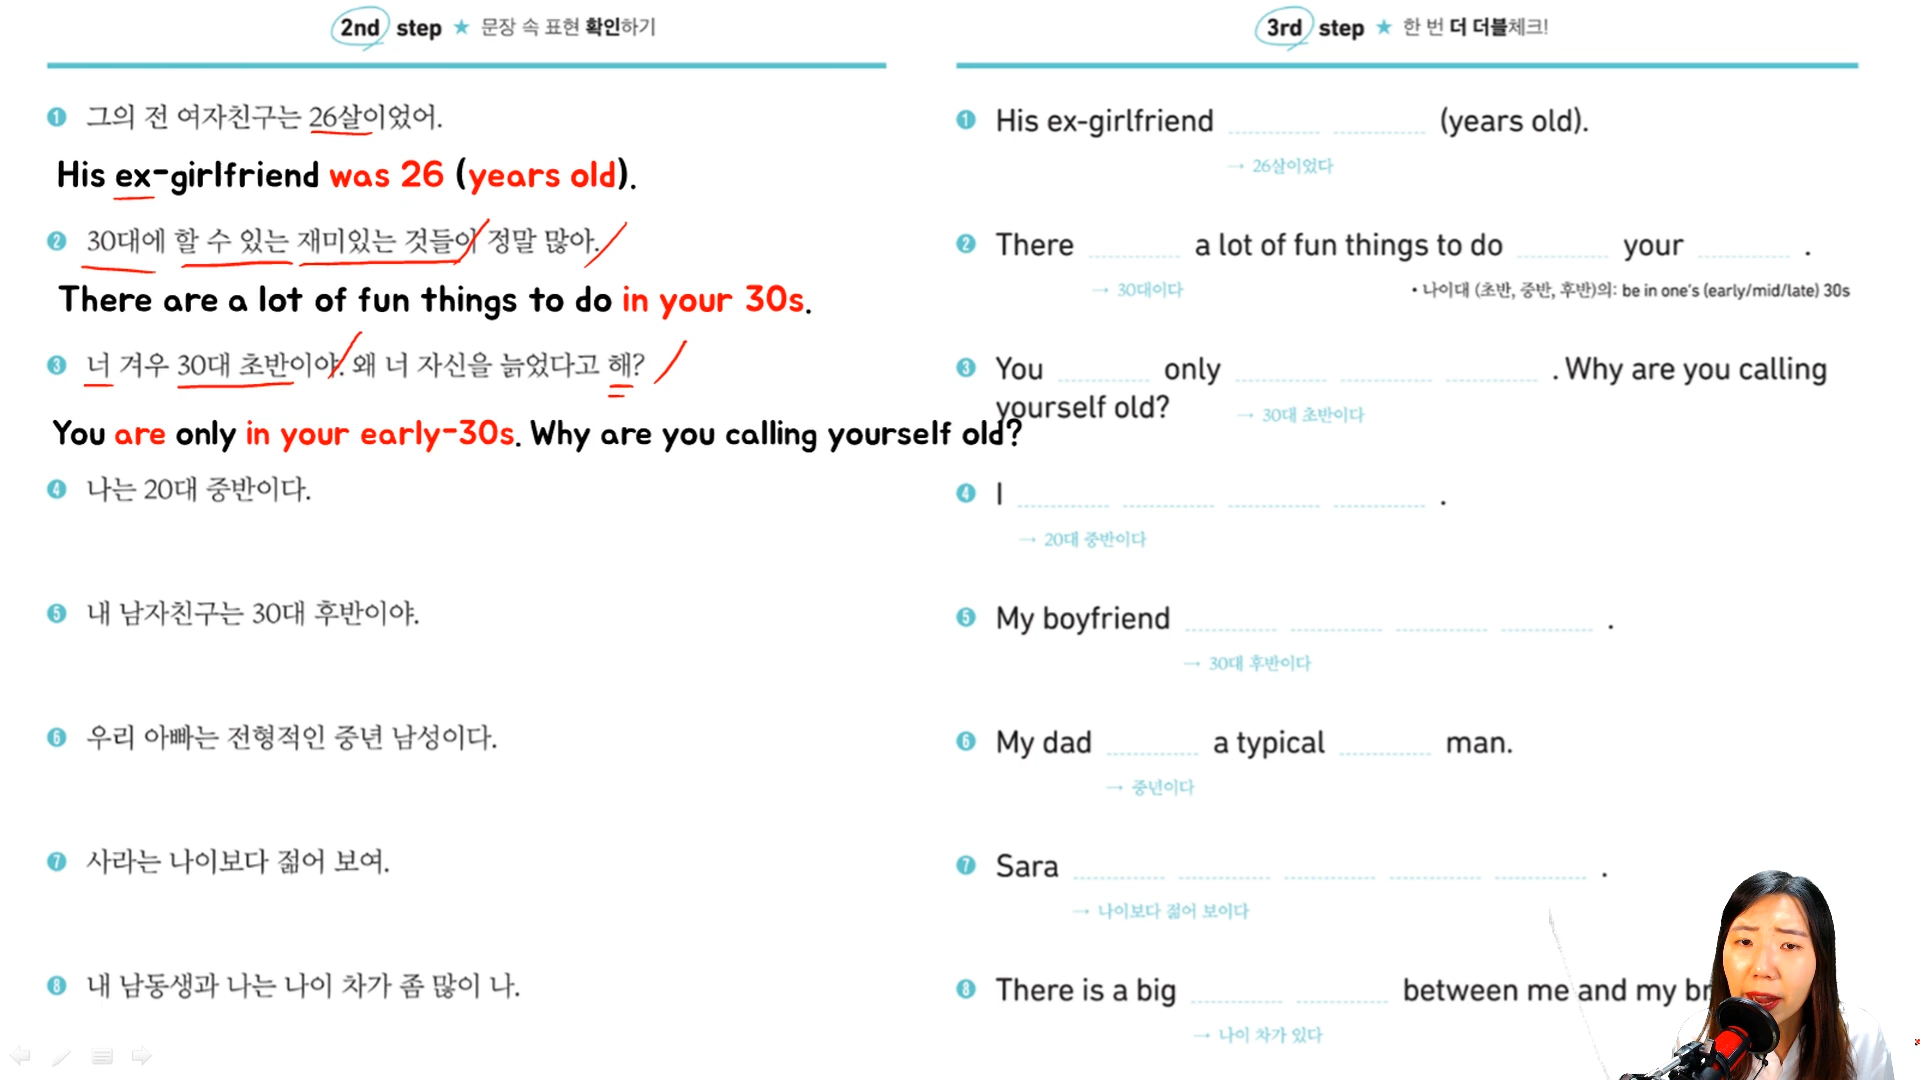 2nd step ★ 문장 속 표현 확인하기
❶ 그의 전 여자친구는 26살이었어.
His ex-girlfriend was 26 (years old).
❷ 30대에 할 수 있는 재미있는 것들이 정말 많아.
There are a lot of fun things to do in your 30s.
❸ 너 겨우 30대 초반이야. 왜 너 자신을 늙었다고 해?
You are only in your early-30s. Why are you calling yourself old?
❹ 나는 20대 중반이다.
❺ 내 남자친구는 30대 후반이야.
❻ 우리 아빠는 전형적인 중년 남성이다.
❼ 사라는 나이보다 젊어 보여.
❽ 내 남동생과 나는 나이 차가 좀 많이 나.
3rd step ★ 한 번 더 더블체크!
❶ His ex-girlfriend (years old).
→ 26살이었다
❷ There a lot of fun things to do your .
→ 30대이다
• 나이대 (초반, 중반, 후반)의: be in one's (early/mid/late) 30s
❸ You only . Why are you calling
yourself old?
→ 30대 초반이다
❹ I .
→ 20대 중반이다
❺ My boyfriend .
→ 30대 후반이다
❻ My dad a typical man.
→ 중년이다
❼ Sara .
→ 나이보다 젊어 보이다
❽ There is a big between me and my
→ 나이 차가 있다